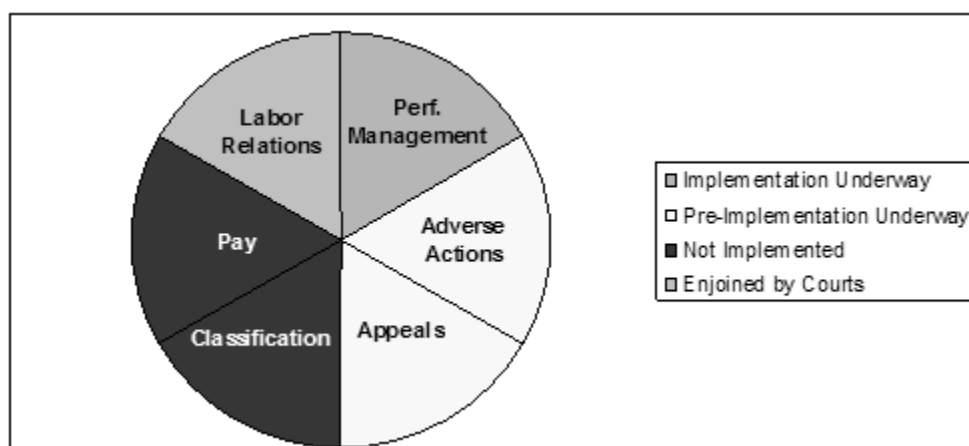 Labor
Relations
Perf.
Management
Pay
Adverse
Actions
Classification
Appeals
Implementation Underway
Pre-Implementation Underway
Not Implemented
Enjoined by Courts